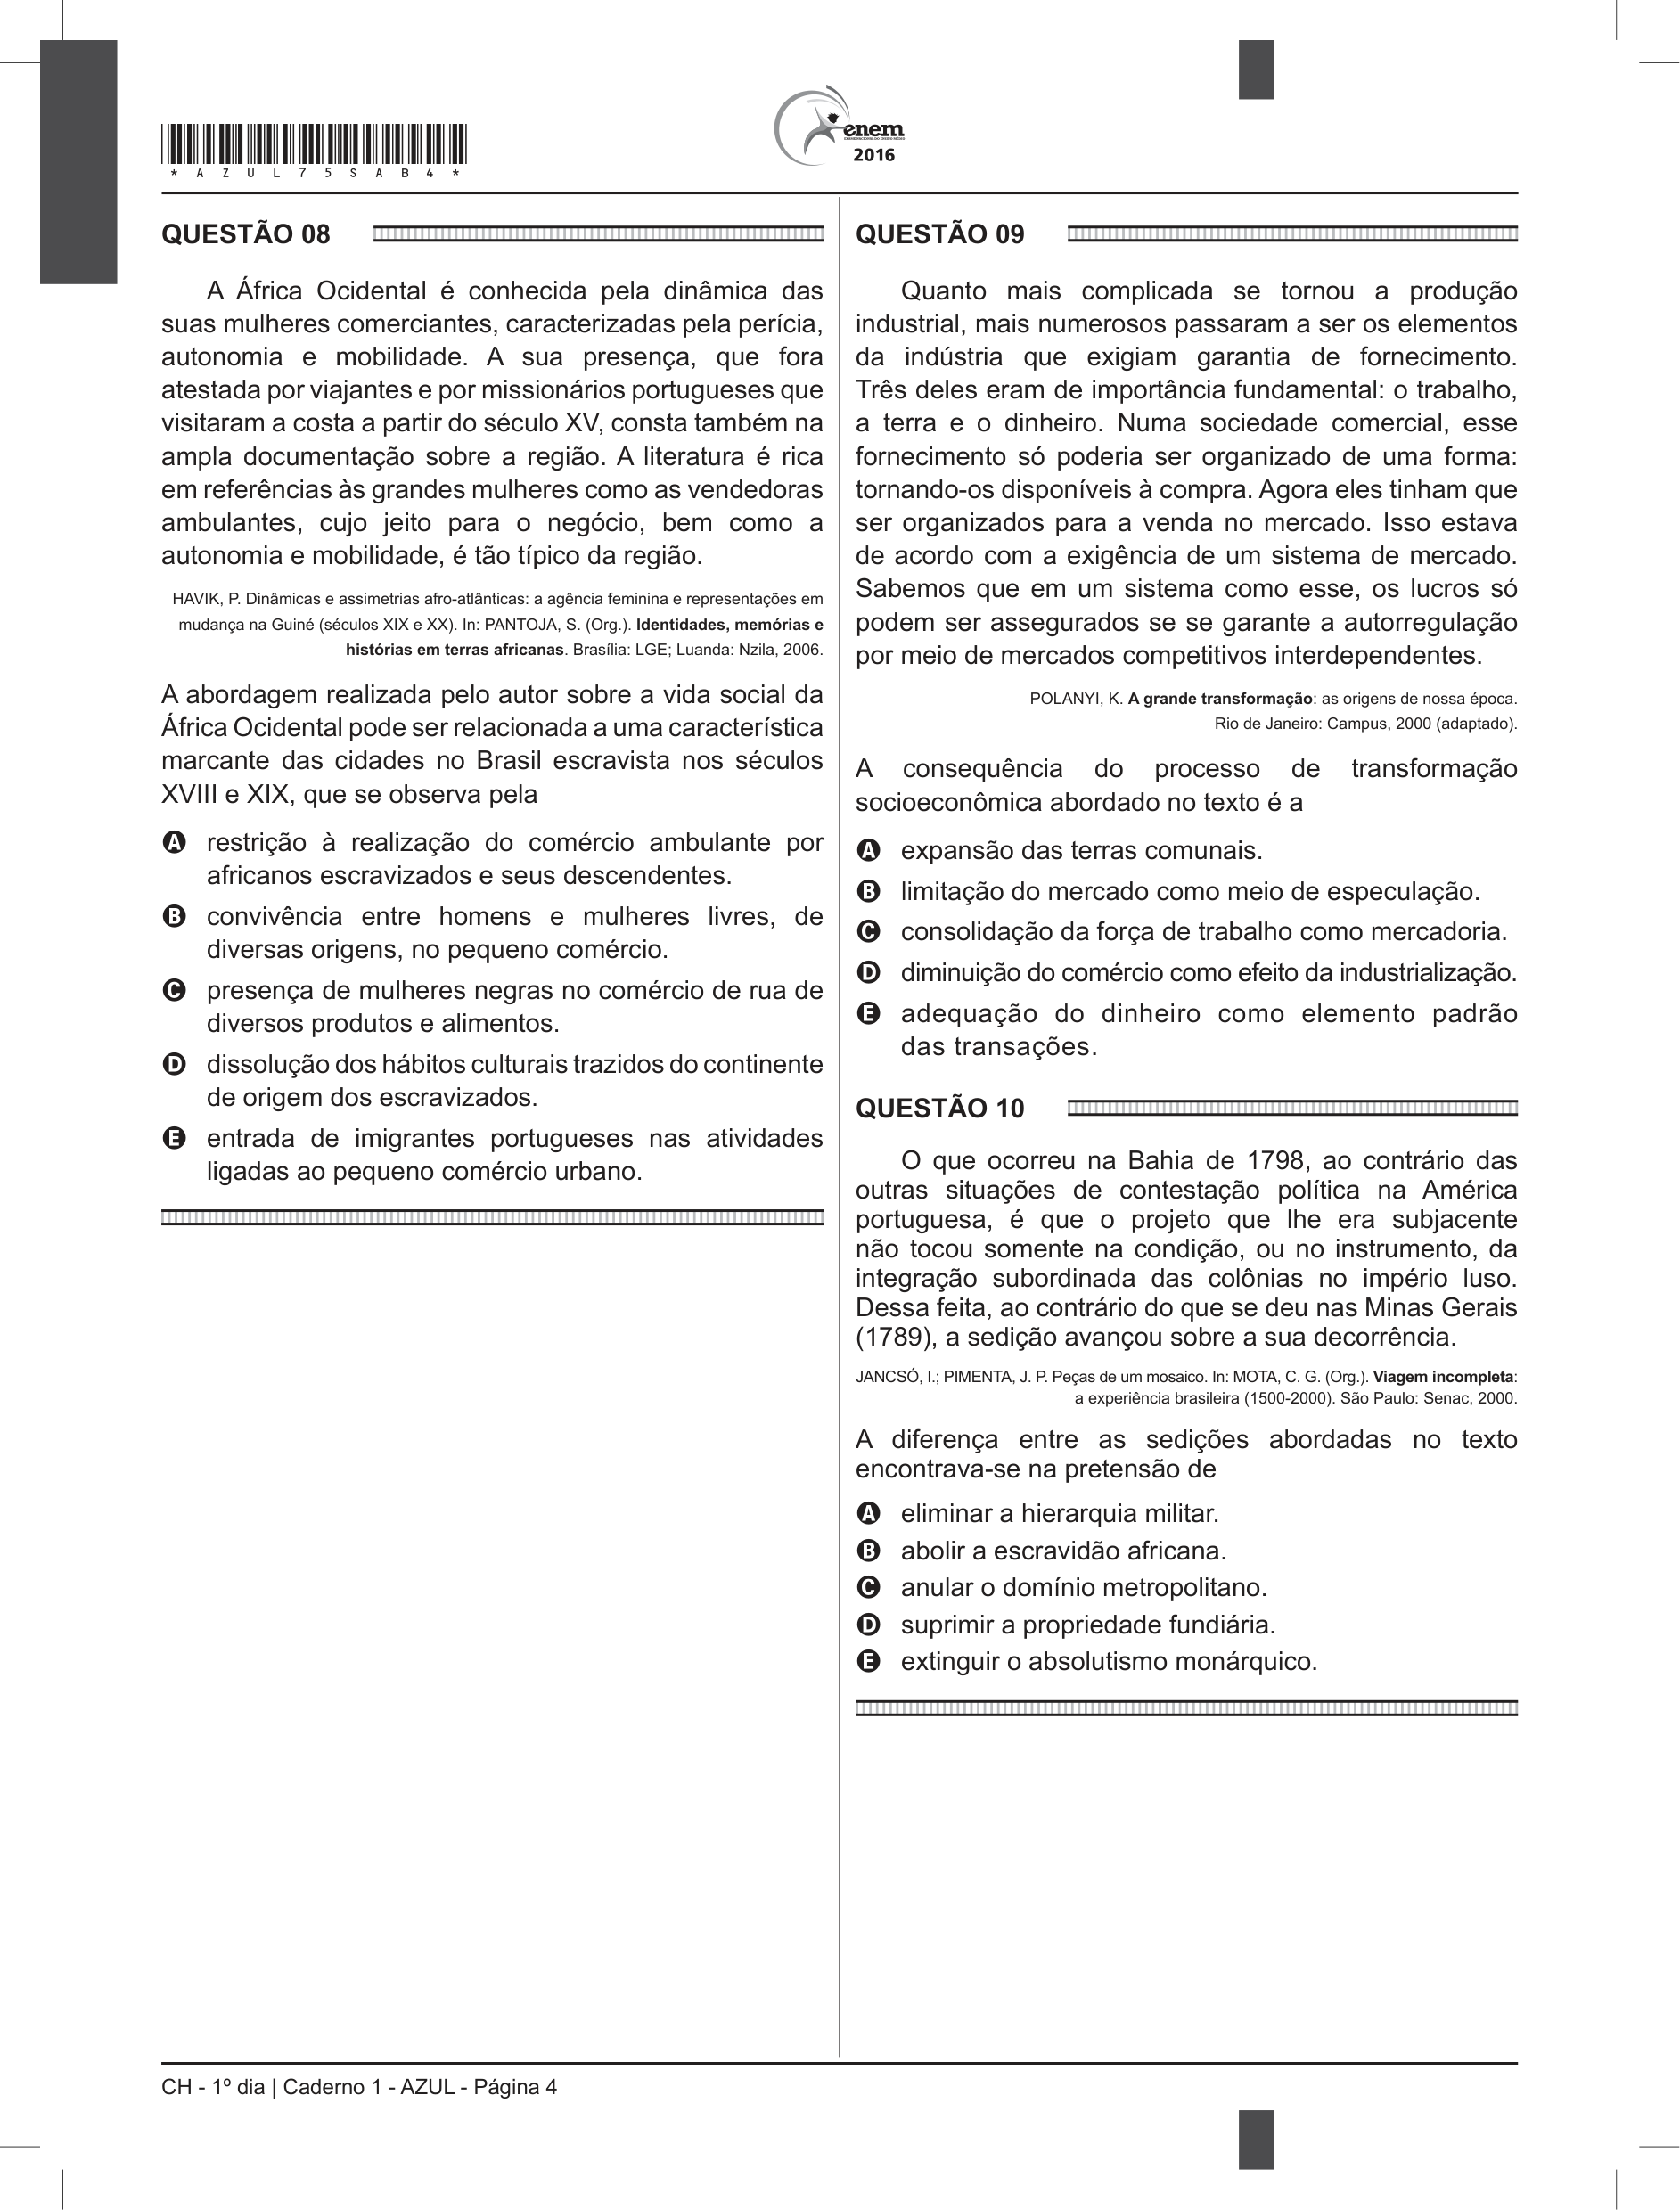 *AZUL75SAB4*
enem
2016
QUESTÃO 08
A África Ocidental é conhecida pela dinâmica das
suas mulheres comerciantes, caracterizadas pela perícia,
autonomia e mobilidade. A sua presença, que fora
atestada por viajantes e por missionários portugueses que
visitaram a costa a partir do século XV, consta também na
ampla documentação sobre a região. A literatura é rica
em referências às grandes mulheres como as vendedoras
ambulantes, cujo jeito para o negócio, bem como a
autonomia e mobilidade, é tão típico da região.
HAVIK, P. Dinâmicas e assimetrias afro-atlânticas: a agência feminina e representações em
mudança na Guiné (séculos XIX e XX). In: PANTOJA, S. (Org.). Identidades, memórias e
histórias em terras africanas. Brasília: LGE; Luanda: Nzila, 2006.
A abordagem realizada pelo autor sobre a vida social da
África Ocidental pode ser relacionada a uma característica
marcante das cidades no Brasil escravista nos séculos
XVIII e XIX, que se observa pela
A restrição à realização do comércio ambulante por
africanos escravizados e seus descendentes.
B convivência entre homens e mulheres livres, de
diversas origens, no pequeno comércio.
C presença de mulheres negras no comércio de rua de
diversos produtos e alimentos.
D dissolução dos hábitos culturais trazidos do continente
de origem dos escravizados.
E entrada de imigrantes portugueses nas atividades
ligadas ao pequeno comércio urbano.
QUESTÃO 09
Quanto mais complicada se tornou a produção
industrial, mais numerosos passaram a ser os elementos
da indústria que exigiam garantia de fornecimento.
Três deles eram de importância fundamental: o trabalho,
a terra e o dinheiro. Numa sociedade comercial, esse
fornecimento só poderia ser organizado de uma forma:
tornando-os disponíveis à compra. Agora eles tinham que
ser organizados para a venda no mercado. Isso estava
de acordo com a exigência de um sistema de mercado.
Sabemos que em um sistema como esse, os lucros só
podem ser assegurados se se garante a autorregulação
por meio de mercados competitivos interdependentes.
POLANYI, K. A grande transformação: as origens de nossa época.
Rio de Janeiro: Campus, 2000 (adaptado).
A consequência do processo de transformação
socioeconômica abordado no texto é a
A expansão das terras comunais.
B limitação do mercado como meio de especulação.
C consolidação da força de trabalho como mercadoria.
D diminuição do comércio como efeito da industrialização.
E adequação do dinheiro como elemento padrão
das transações.
QUESTÃO 10
O que ocorreu na Bahia de 1798, ao contrário das
outras situações de contestação política na América
portuguesa, é que o projeto que lhe era subjacente
não tocou somente na condição, ou no instrumento, da
integração subordinada das colônias no império luso.
Dessa feita, ao contrário do que se deu nas Minas Gerais
(1789), a sedição avançou sobre a sua decorrência.
JANCSÓ, I.; PIMENTA, J. P. Peças de um mosaico. In: MOTA, C. G. (Org.). Viagem incompleta:
a experiência brasileira (1500-2000). São Paulo: Senac, 2000.
A diferença entre as sedições abordadas no texto
encontrava-se na pretensão de
A eliminar a hierarquia militar.
B abolir a escravidão africana.
C anular o domínio metropolitano.
D suprimir a propriedade fundiária.
E extinguir o absolutismo monárquico.
CH - 1º dia | Caderno 1 - AZUL - Página 4